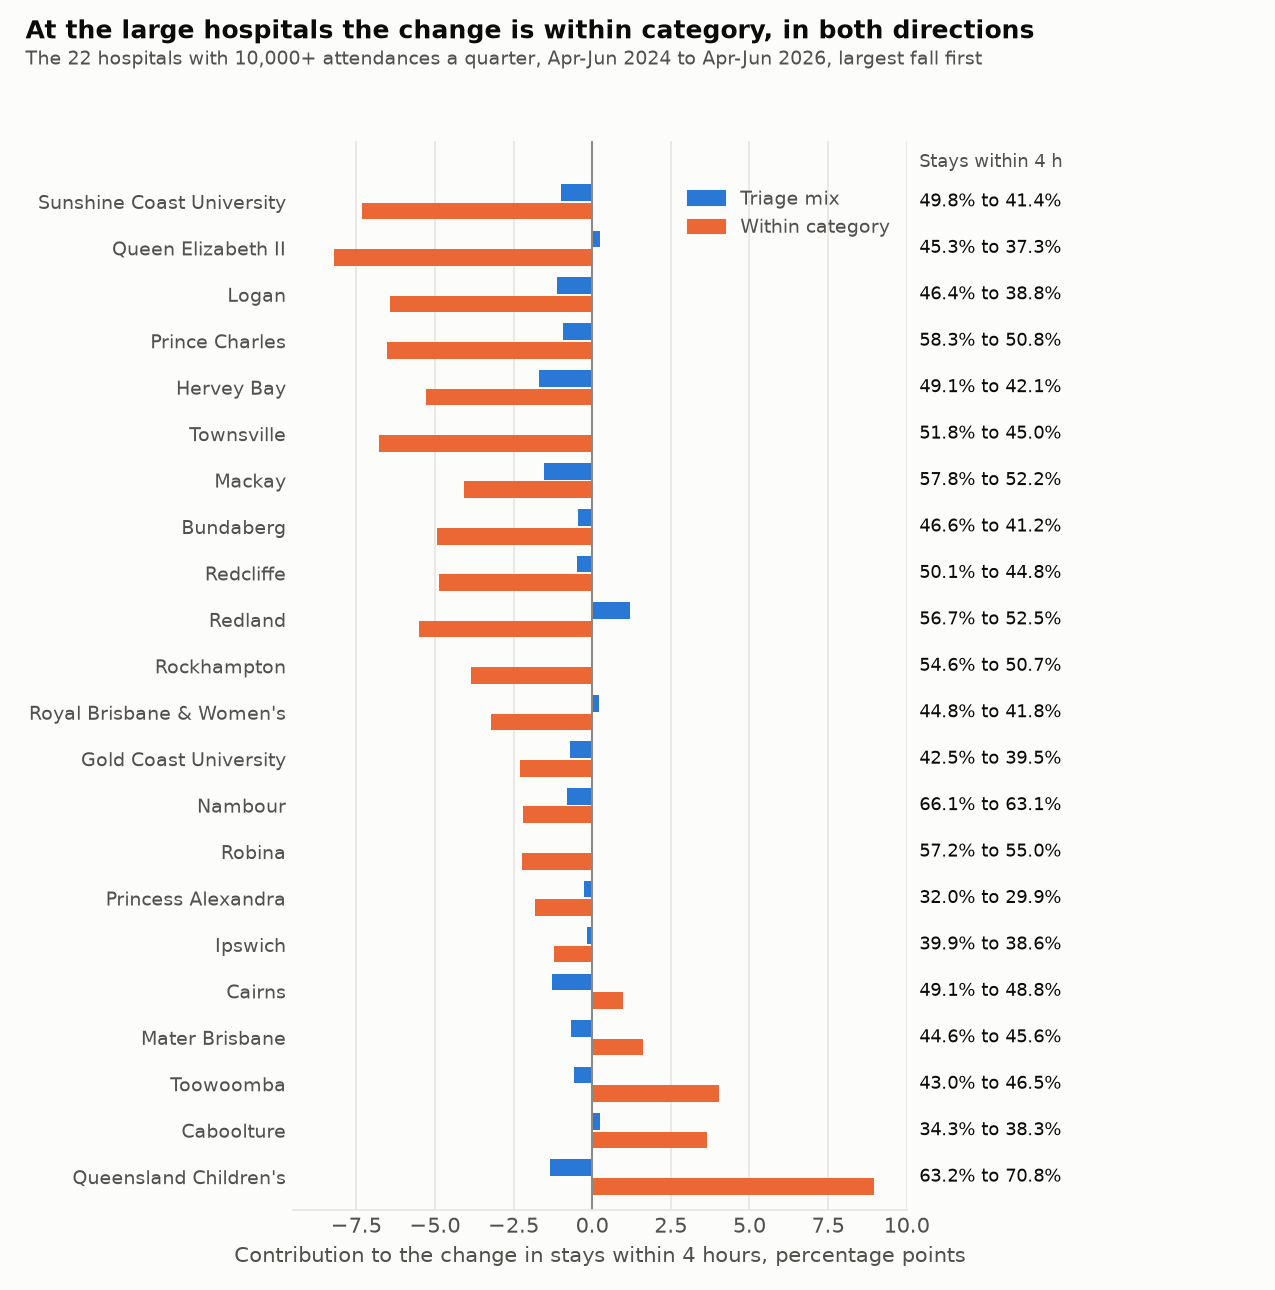 At the large hospitals the change is within category, in both directions
The 22 hospitals with 10,000+ attendances a quarter, Apr-Jun 2024 to Apr-Jun 2026, largest fall first
Stays within 4 h
Triage mix
Within category
Sunshine Coast University 49.8% to 41.4%
Queen Elizabeth II 45.3% to 37.3%
Logan 46.4% to 38.8%
Prince Charles 58.3% to 50.8%
Hervey Bay 49.1% to 42.1%
Townsville 51.8% to 45.0%
Mackay 57.8% to 52.2%
Bundaberg 46.6% to 41.2%
Redcliffe 50.1% to 44.8%
Redland 56.7% to 52.5%
Rockhampton 54.6% to 50.7%
Royal Brisbane & Women's 44.8% to 41.8%
Gold Coast University 42.5% to 39.5%
Nambour 66.1% to 63.1%
Robina 57.2% to 55.0%
Princess Alexandra 32.0% to 29.9%
Ipswich 39.9% to 38.6%
Cairns 49.1% to 48.8%
Mater Brisbane 44.6% to 45.6%
Toowoomba 43.0% to 46.5%
Caboolture 34.3% to 38.3%
Queensland Children's 63.2% to 70.8%
−7.5 −5.0 −2.5 0.0 2.5 5.0 7.5 10.0
Contribution to the change in stays within 4 hours, percentage points